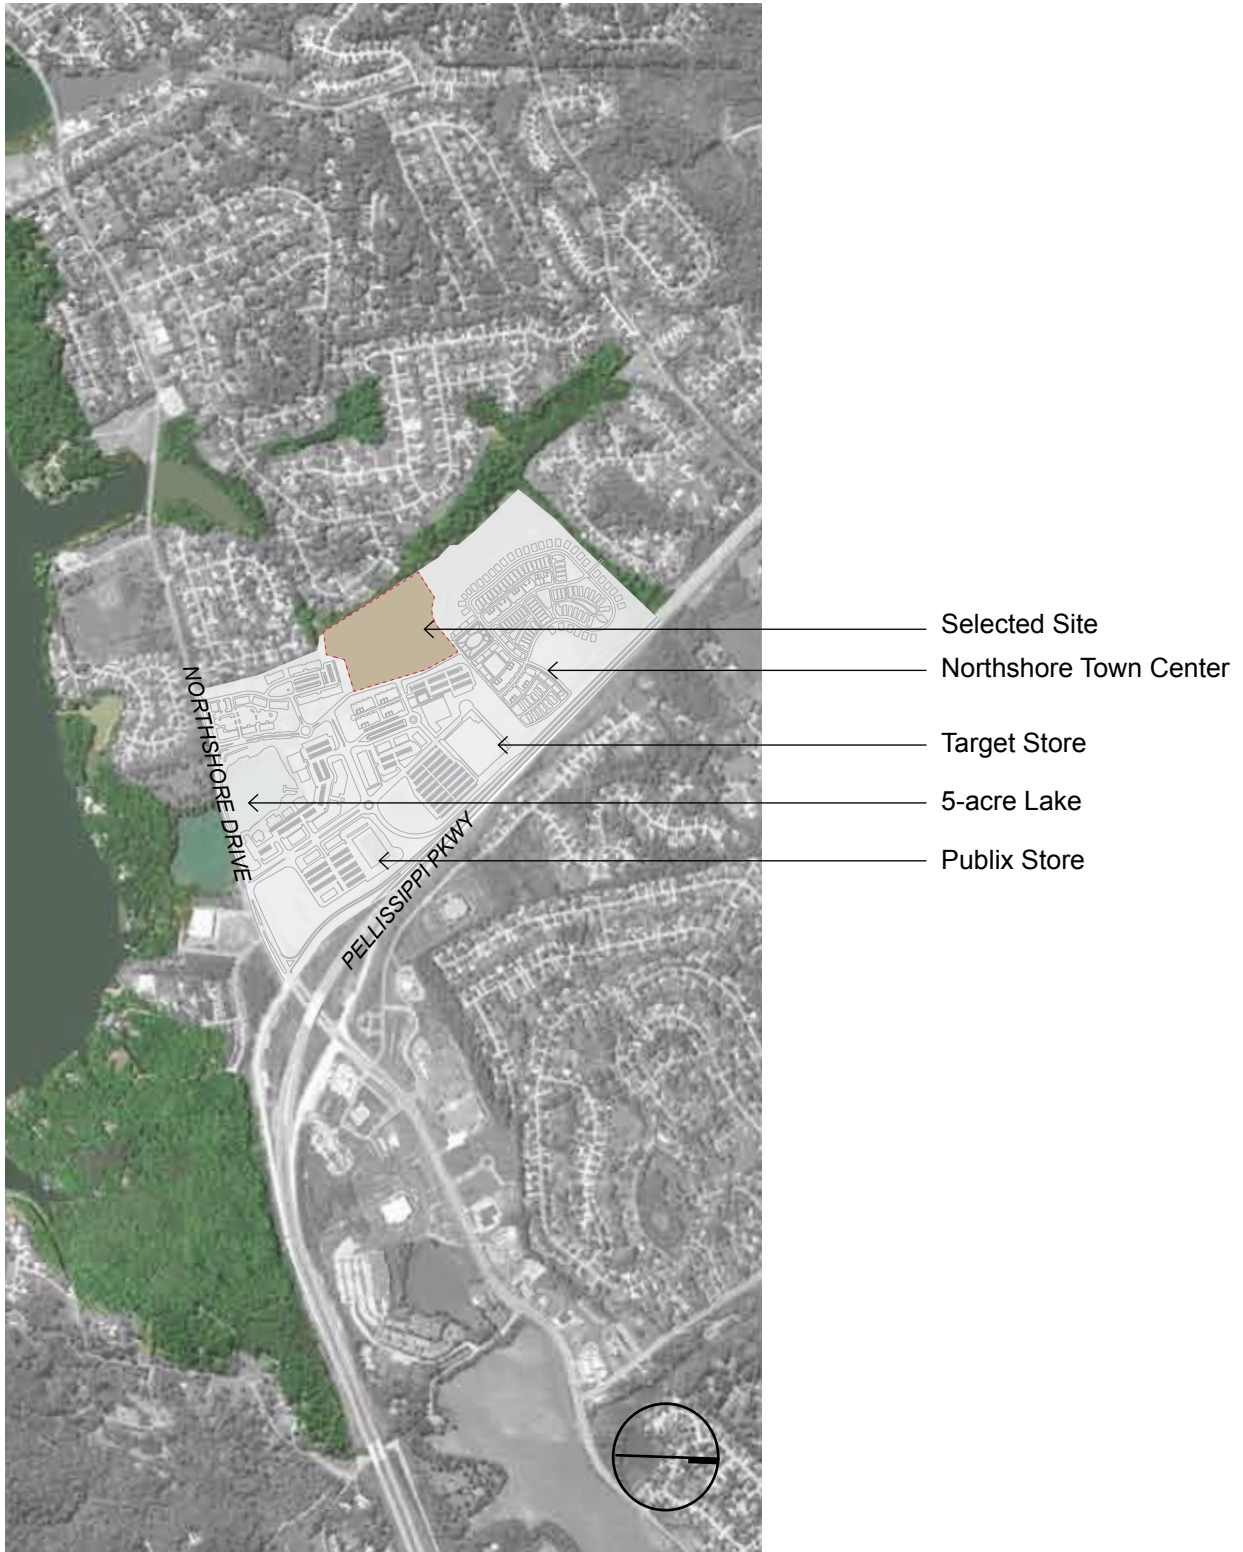 Selected Site
Northshore Town Center
Target Store
5-acre Lake
Publix Store
NORTHSHORE DRIVE
PELLISSIPPI PKWY